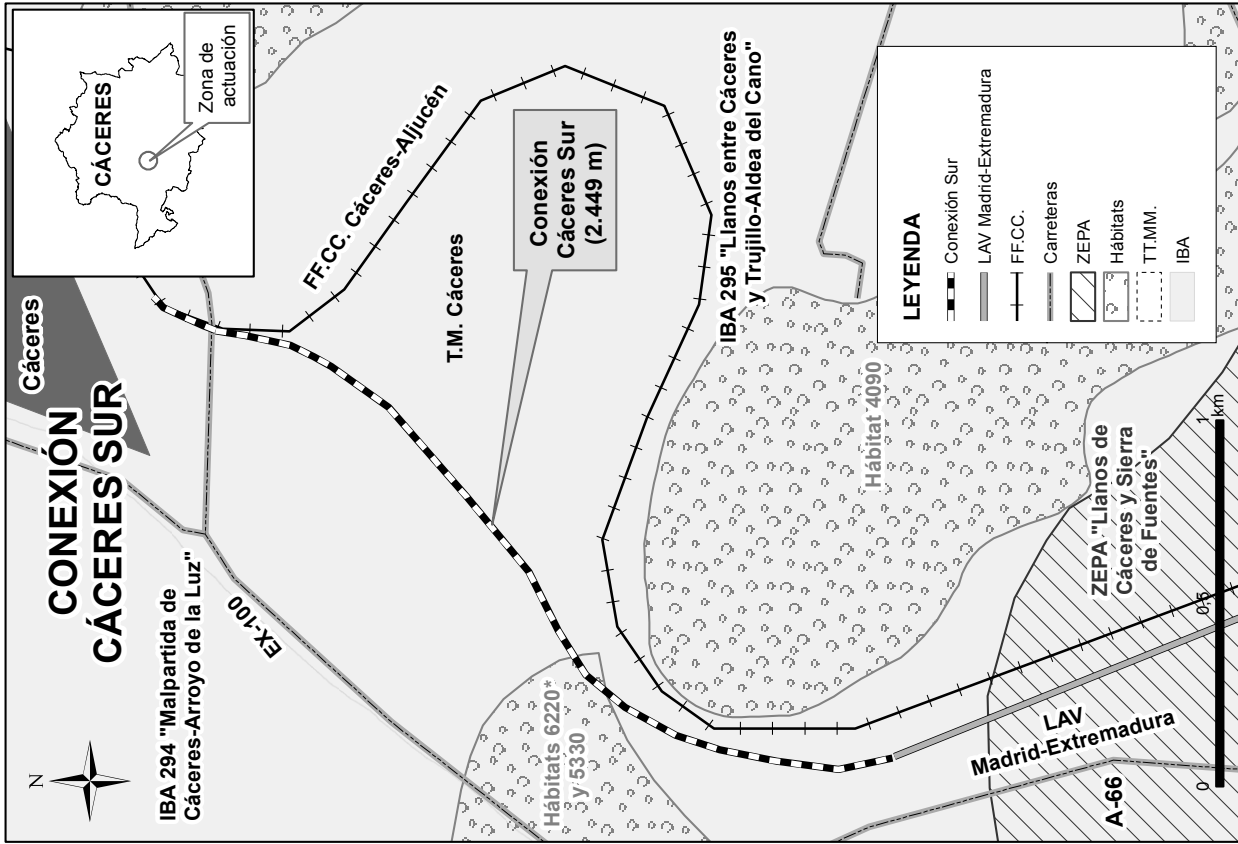 CONEXIÓN
CÁCERES SUR
N
IBA 294 "Malpartida de
Cáceres-Arroyo de la Luz"
EX-100
Cáceres
CÁCERES
Zona de
actuación
FF.CC. Cáceres-Aljucén
T.M. Cáceres
Conexión
Cáceres Sur
(2.449 m)
IBA 295 "Llanos entre Cáceres
y Trujillo-Aldea del Cano"
Hábitats 6220*
y 5330
Hábitat 4090
LAV
Madrid-Extremadura
A-66
ZEPA "Llanos de
Cáceres y Sierra
de Fuentes"
0
0,5
1
km
LEYENDA
Conexión Sur
LAV Madrid-Extremadura
FF.CC.
Carreteras
ZEPA
Hábitats
TT.MM.
IBA